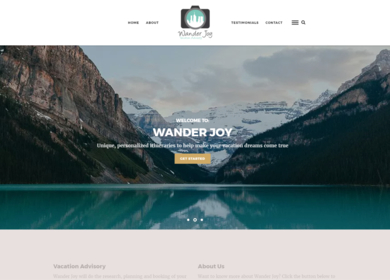 HOME
ABOUT
Wander Joy
TESTIMONIALS
CONTACT
WELCOME TO
WANDER JOY
Unique, personalized itineraries to help make your vacation dreams come true
GET STARTED
Vacation Advisory
About Us